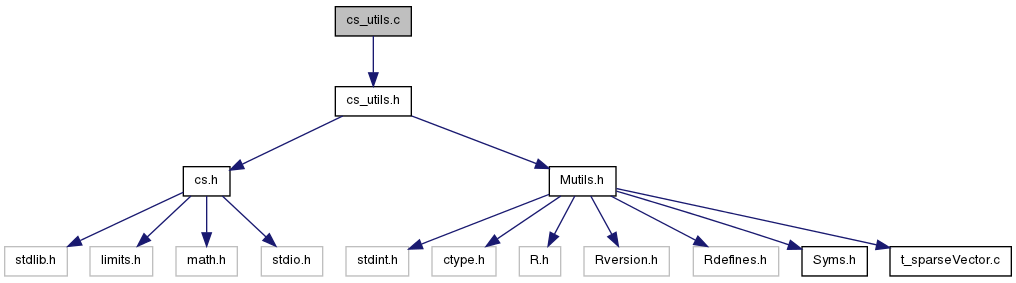 cs_utils.c
cs_utils.h
cs.h
Mutils.h
stdlib.h
limits.h
math.h
stdio.h
stdint.h
ctype.h
R.h
Rversion.h
Rdefines.h
Syms.h
t_sparseVector.c